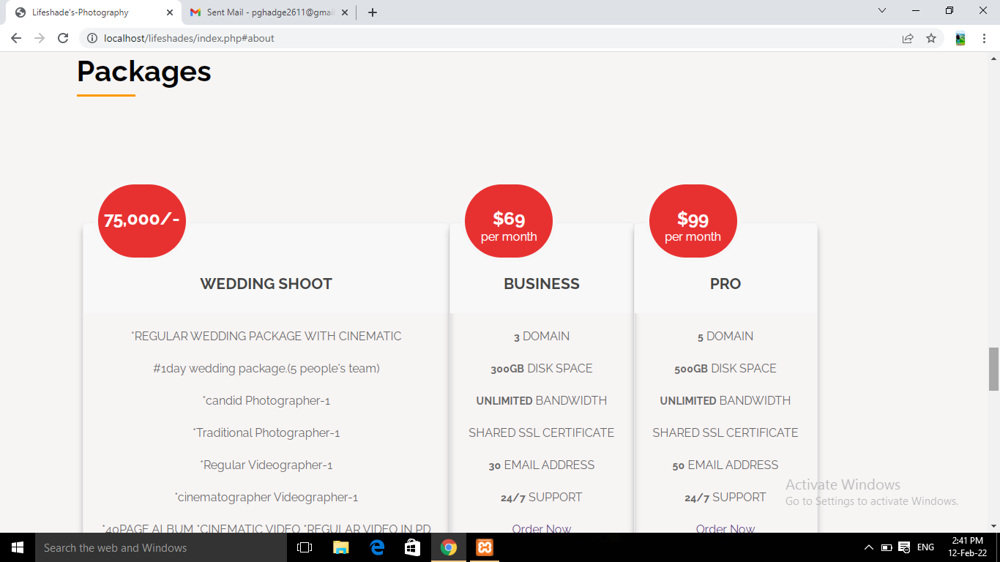 Lifeshade's-Photography
Sent Mail - pghadge2611@gmai
localhost/lifeshades/index.php#about
Packages
75,000/-
WEDDING SHOOT
*REGULAR WEDDING PACKAGE WITH CINEMATIC
#1day wedding package.(5 people's team)
*candid Photographer-1
*Traditional Photographer-1
*Regular Videographer-1
*cinematographer Videographer-1
*40PAGE ALBUM *CINEMATIC VIDEO *REGULAR VIDEO IN PD
$69
per month
BUSINESS
3 DOMAIN
300GB DISK SPACE
UNLIMITED BANDWIDTH
SHARED SSL CERTIFICATE
30 EMAIL ADDRESS
24/7 SUPPORT
Order Now
$99
per month
PRO
5 DOMAIN
500GB DISK SPACE
UNLIMITED BANDWIDTH
SHARED SSL CERTIFICATE
50 EMAIL ADDRESS
24/7 SUPPORT
Order Now
Activate Windows
Go to Settings to activate Windows.
Search the web and Windows
ENG
2:41 PM
12-Feb-22